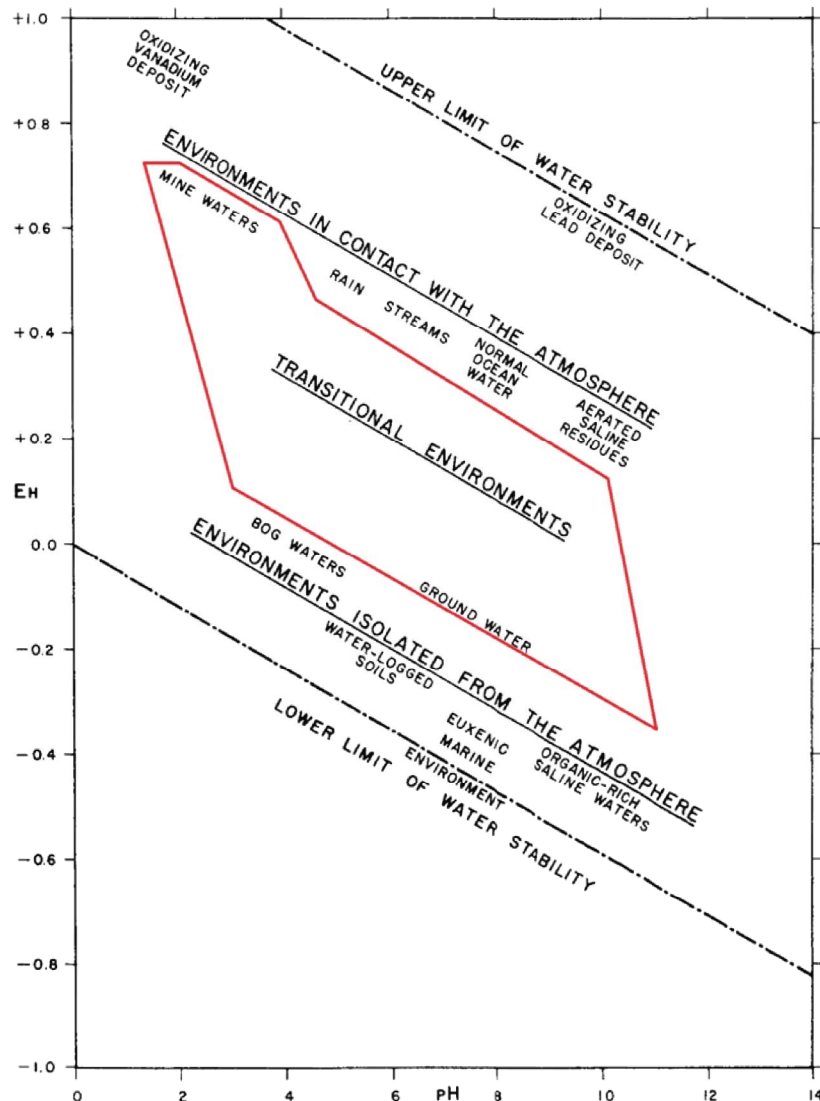 +1.0
+0.8
+0.6
+0.4
+0.2
EH
0.0
-0.2
-0.4
-0.6
-0.8
-1.0
OXIDIZING
VANADIUM
DEPOSIT
UPPER LIMIT OF WATER STABILITY
OXIDIZING
LEAD DEPOSIT
ENVIRONMENTS IN CONTACT WITH THE ATMOSPHERE
MINE WATERS
RAIN STREAMS
NORMAL
OCEAN
WATER
AERATED
SALINE
RESIDUES
TRANSITIONAL ENVIRONMENTS
BOG WATERS
GROUND WATER
ENVIRONMENTS ISOLATED FROM THE ATMOSPHERE
WATER-LOGGED
SOILS
EUXENIC
MARINE
ENVIRONMENT
ORGANIC-RICH
SALINE WATERS
LOWER LIMIT OF WATER STABILITY
0 2 4 6 pH 8 10 12 14